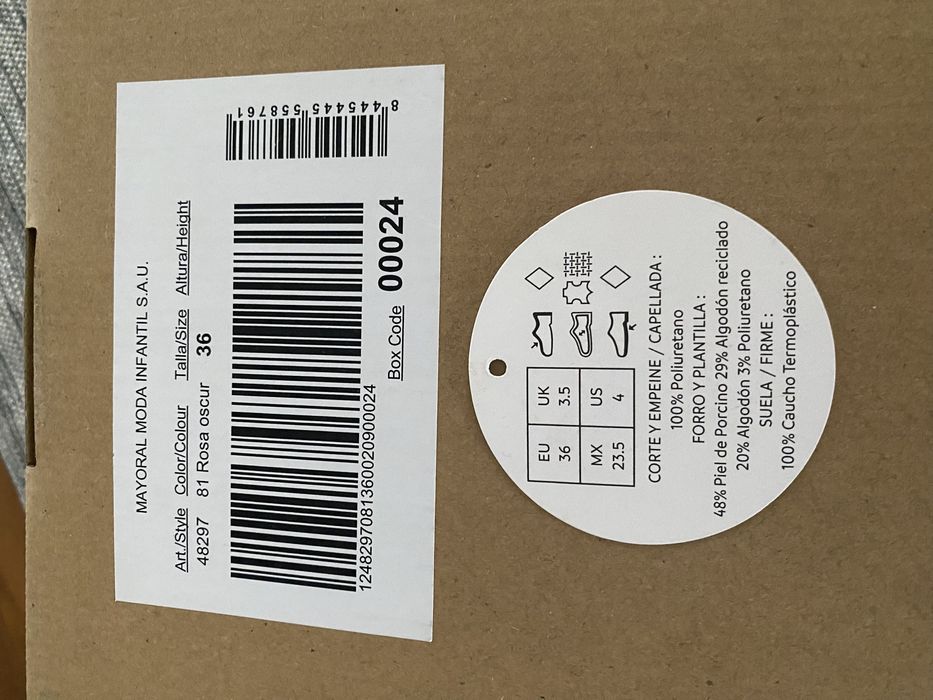 MAYORAL MODA INFANTIL S.A.U.
Art./Style Color/Colour Talla/Size Altura/Height
48297 81 Rosa oscur 36
124829708136002090002​4
Box Code 00024
8 445445 558761
EU 36 UK 3.5
MX 23.5 US 4
CORTE Y EMPEINE / CAPELLADA :
100% Poliuretano
FORRO Y PLANTILLA :
48% Piel de Porcino 29% Algodón reciclado
20% Algodón 3% Poliuretano
SUELA / FIRME :
100% Caucho Termoplástico